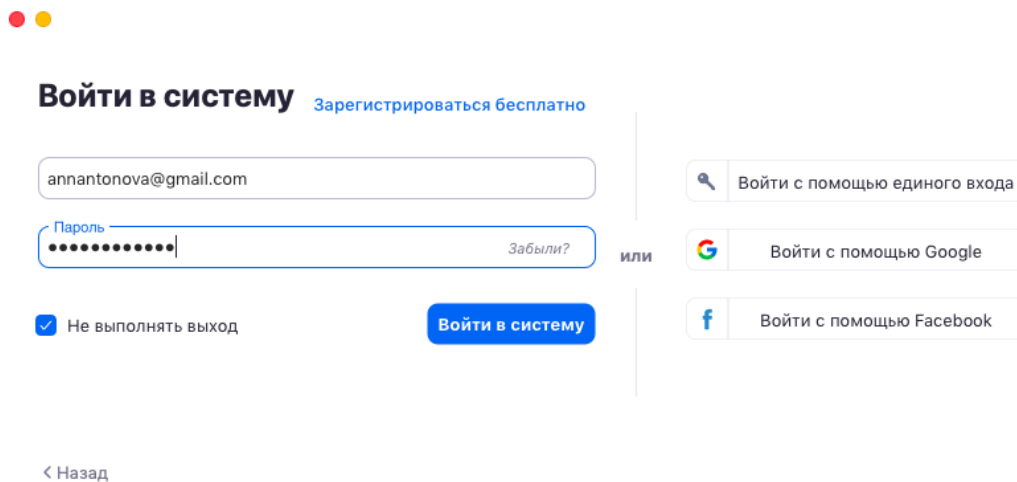 Войти в систему
Зарегистрироваться бесплатно
annantonova@gmail.com
Пароль
●●●●●●●●●●●●
Забыли?
Не выполнять выход
Войти в систему
или
Войти с помощью единого входа
Войти с помощью Google
Войти с помощью Facebook
Назад